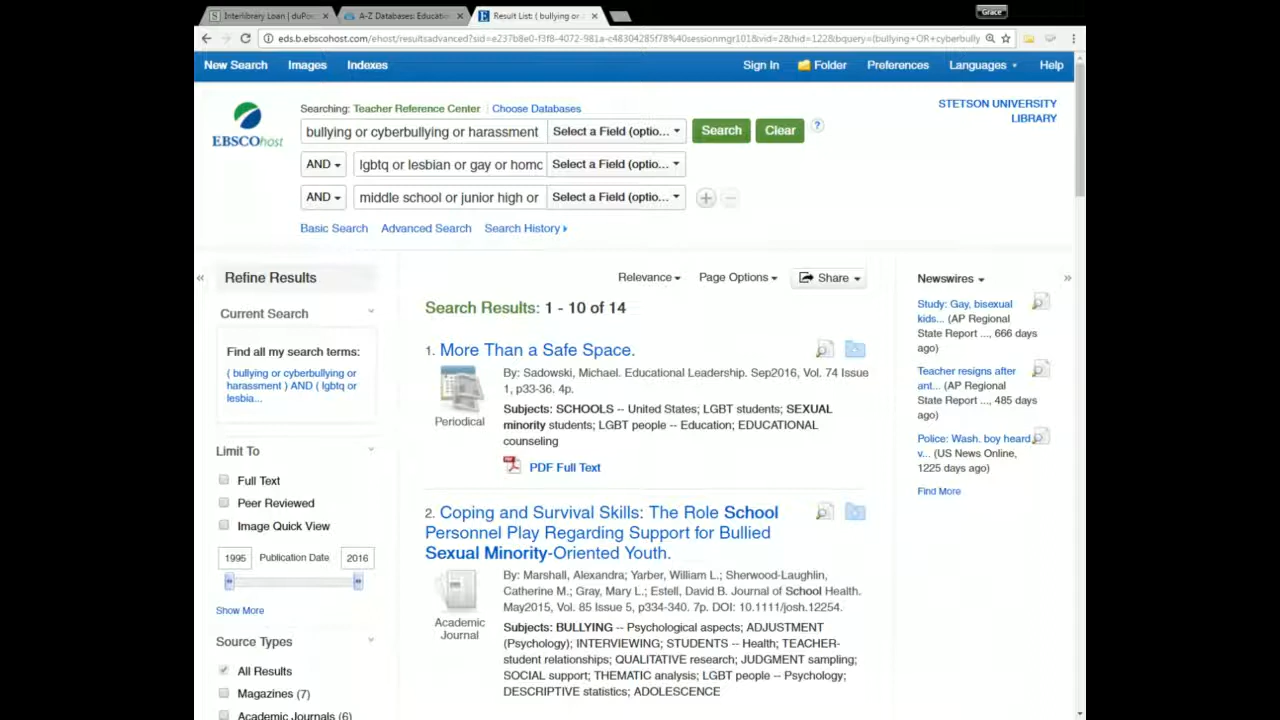 Interlibrary Loan | duPo
A-Z Databases: Educatio
Result List: ( bullying or
Grace
eds.b.ebscohost.com/ehost/resultsadvanced?sid=e237b8e0-f3f8-4072-981a-c48304285f78%40sessionmgr101&vid=2&hid=122&bquery=(bullying+OR+cyberbully
New Search Images Indexes
Sign In Folder Preferences Languages Help
EBSCOhost
Searching: Teacher Reference Center Choose Databases
bullying or cyberbullying or harassment Select a Field (optio... Search Clear ?
AND lgbtq or lesbian or gay or homo Select a Field (optio...
AND middle school or junior high or Select a Field (optio...
Basic Search Advanced Search Search History
STETSON UNIVERSITY
LIBRARY
« Refine Results
Current Search
Find all my search terms:
( bullying or cyberbullying or
harassment ) AND ( lgbtq or
lesbia...
Limit To
Full Text
Peer Reviewed
Image Quick View
1995 Publication Date 2016
Show More
Source Types
All Results
Magazines (7)
Academic Journals (6)
Relevance Page Options Share
Search Results: 1 - 10 of 14
1. More Than a Safe Space.
Periodical
By: Sadowski, Michael. Educational Leadership. Sep2016, Vol. 74 Issue
1, p33-36. 4p.
Subjects: SCHOOLS -- United States; LGBT students; SEXUAL
minority students; LGBT people -- Education; EDUCATIONAL
counseling
PDF Full Text
2. Coping and Survival Skills: The Role School
Personnel Play Regarding Support for Bullied
Sexual Minority-Oriented Youth.
Academic
Journal
By: Marshall, Alexandra; Yarber, William L.; Sherwood-Laughlin,
Catherine M.; Gray, Mary L.; Estell, David B. Journal of School Health.
May2015, Vol. 85 Issue 5, p334-340. 7p. DOI: 10.1111/josh.12254.
Subjects: BULLYING -- Psychological aspects; ADJUSTMENT
(Psychology); INTERVIEWING; STUDENTS -- Health; TEACHER-
student relationships; QUALITATIVE research; JUDGMENT sampling;
SOCIAL support; THEMATIC analysis; LGBT people -- Psychology;
DESCRIPTIVE statistics; ADOLESCENCE
Newswires »
Study: Gay, bisexual
kids... (AP Regional
State Report ..., 666 days
ago)
Teacher resigns after
ant... (AP Regional
State Report ..., 485 days
ago)
Police: Wash. boy heard
v... (US News Online,
1225 days ago)
Find More